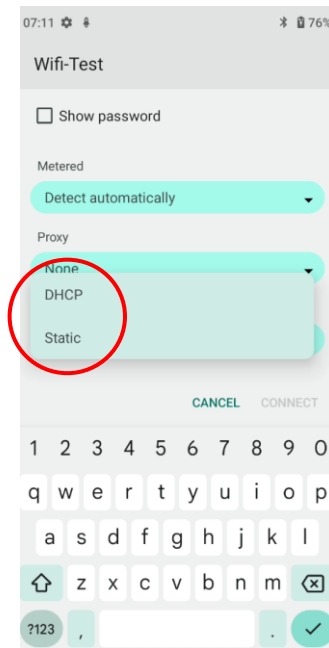 07:11 76%
Wifi-Test
Show password
Metered
Detect automatically
Proxy
None
DHCP
Static
CANCEL CONNECT
1 2 3 4 5 6 7 8 9 0
q w e r t y u i o p
a s d f g h j k l
z x c v b n m
?123 , .